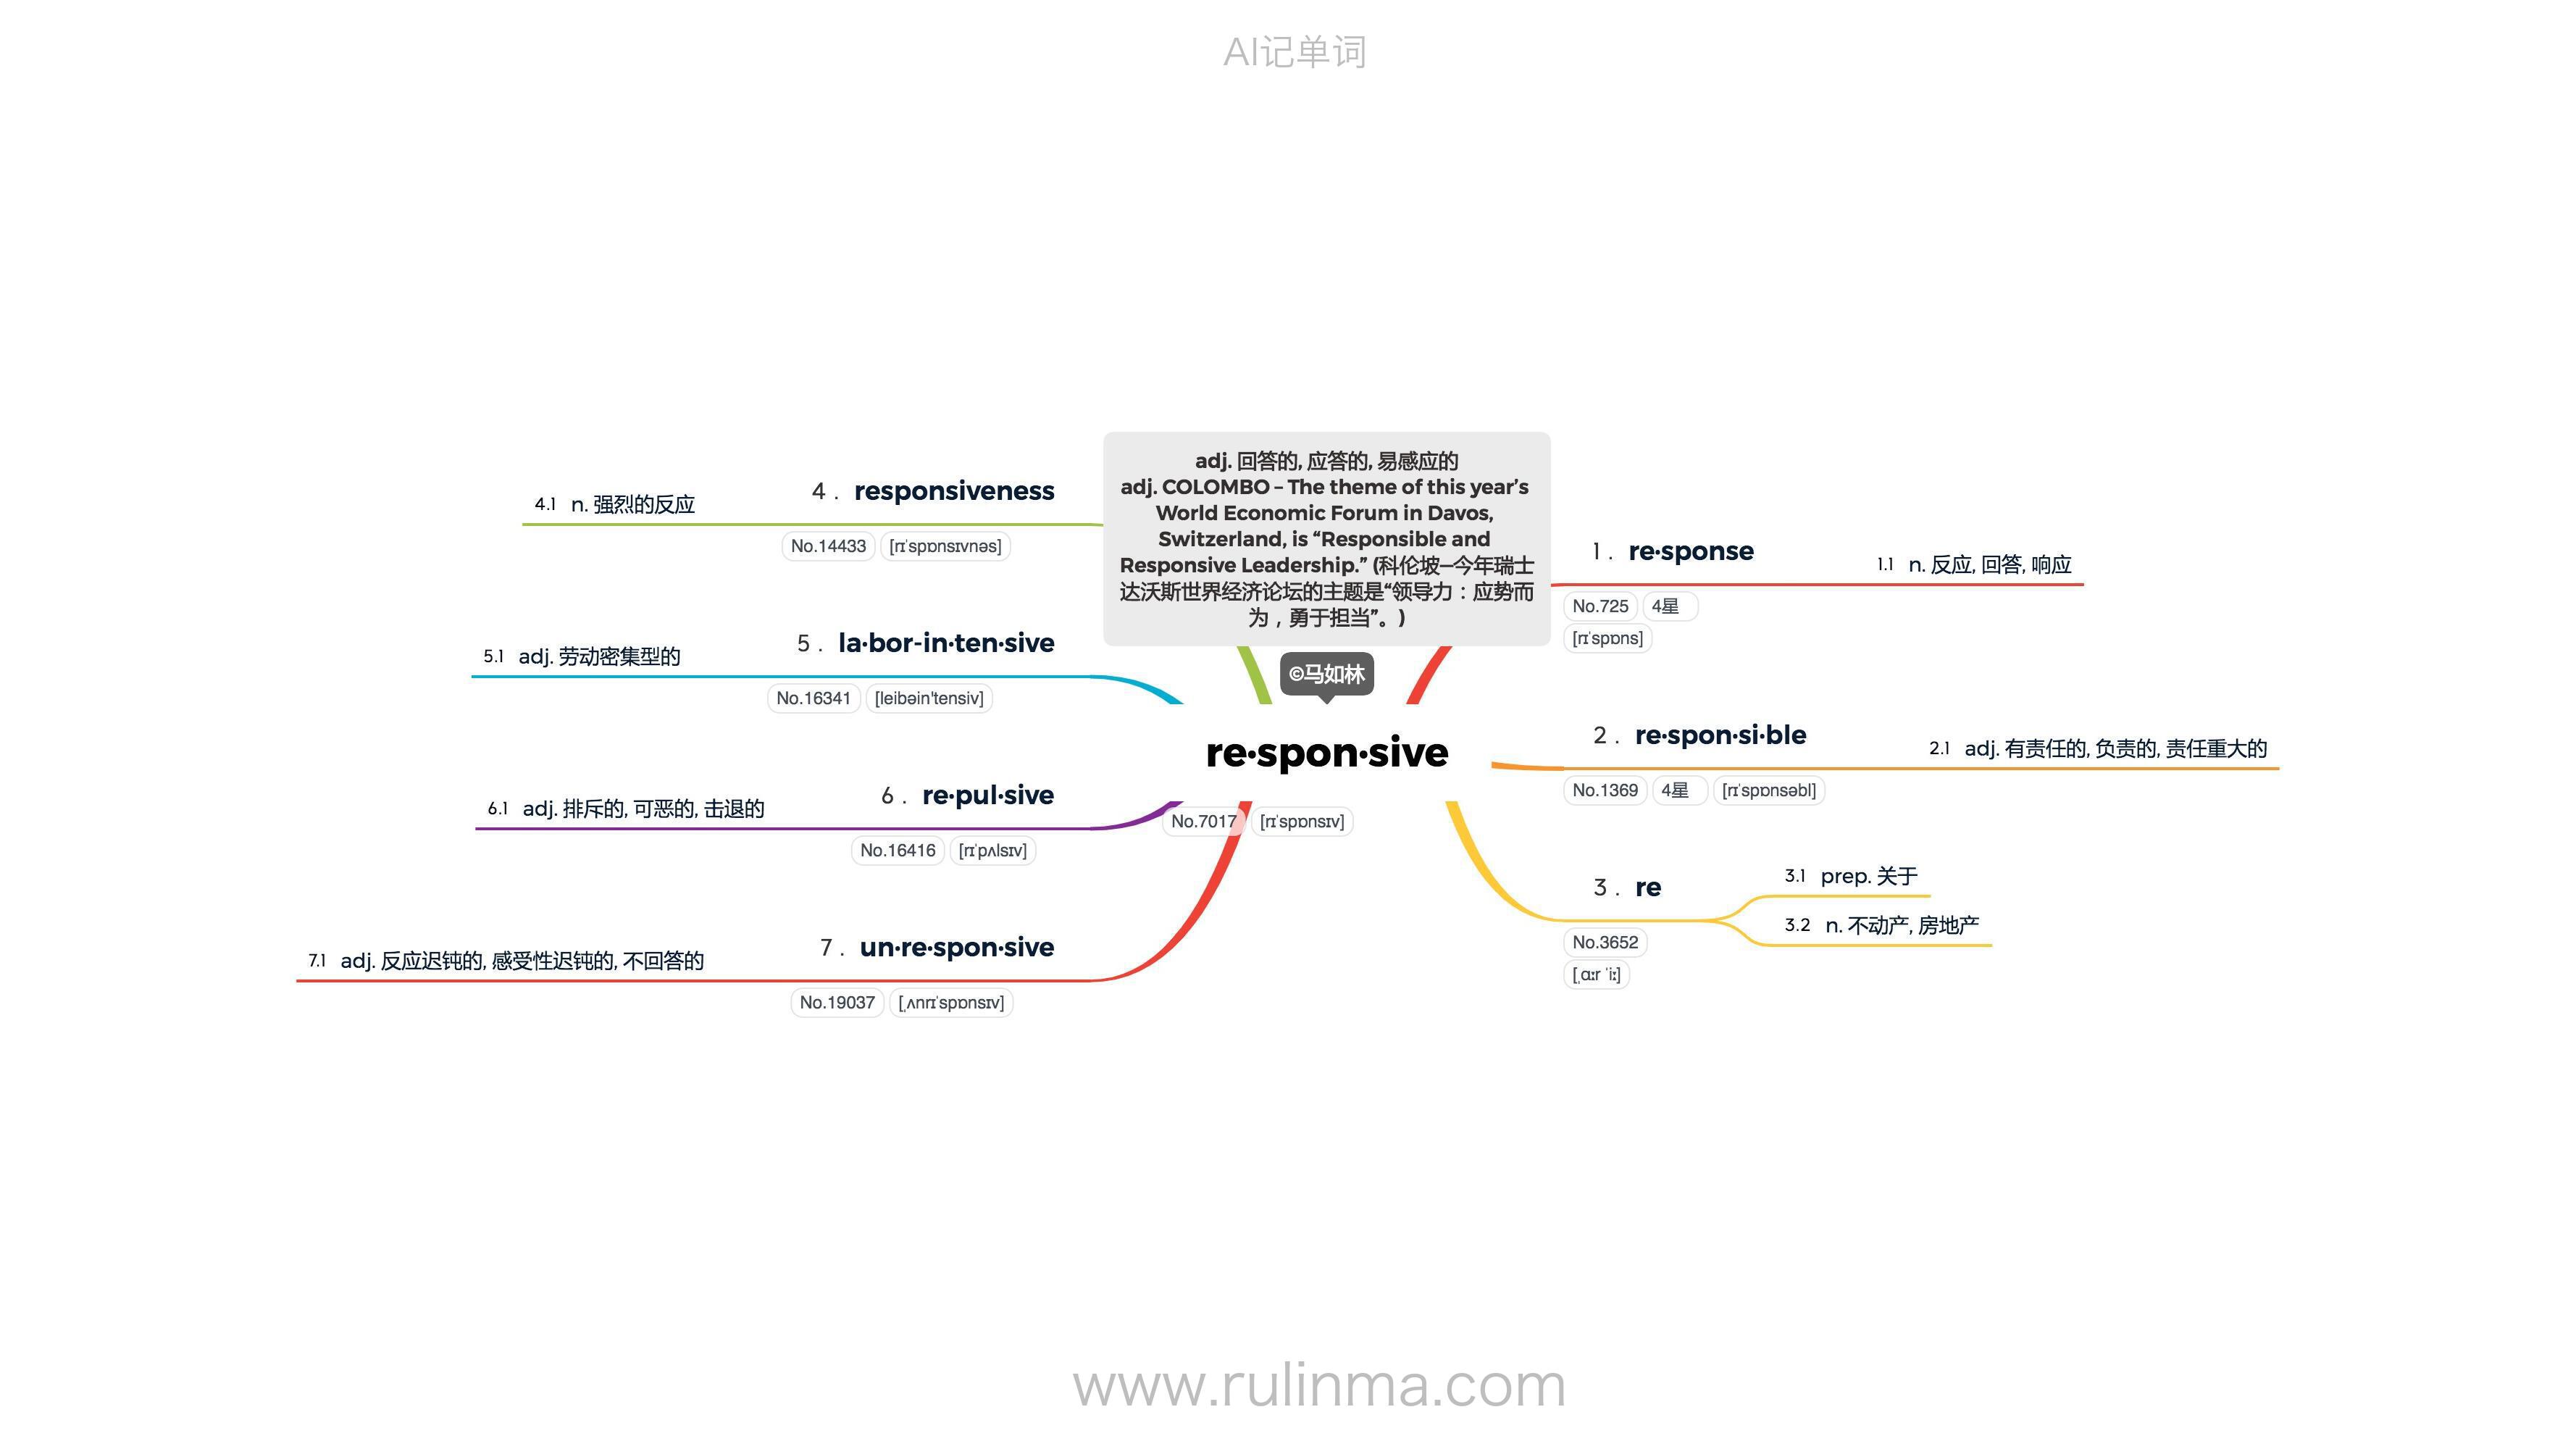 AI记单词
adj. 回答的, 应答的, 易感应的
adj. COLOMBO – The theme of this year’s
World Economic Forum in Davos,
Switzerland, is “Responsible and
Responsive Leadership.” (科伦坡—今年瑞士
达沃斯世界经济论坛的主题是“领导力：应势而
为，勇于担当”。)
©马如林
re·spon·sive
No.7017 [rɪˈspɒnsɪv]
1. re·sponse
No.725 4星
[rɪˈspɒns]
1.1 n. 反应, 回答, 响应
2. re·spon·si·ble
No.1369 4星 [rɪˈspɒnsəbl]
2.1 adj. 有责任的, 负责的, 责任重大的
3. re
No.3652
[ˌɑːr ˈiː]
3.1 prep. 关于
3.2 n. 不动产, 房地产
4. responsiveness
No.14433 [rɪˈspɒnsɪvnəs]
4.1 n. 强烈的反应
5. la·bor-in·ten·sive
No.16341 [leibəin'tensiv]
5.1 adj. 劳动密集型的
6. re·pul·sive
No.16416 [rɪˈpʌlsɪv]
6.1 adj. 排斥的, 可恶的, 击退的
7. un·re·spon·sive
No.19037 [ˌʌnrɪˈspɒnsɪv]
7.1 adj. 反应迟钝的, 感受性迟钝的, 不回答的
www.rulinma.com